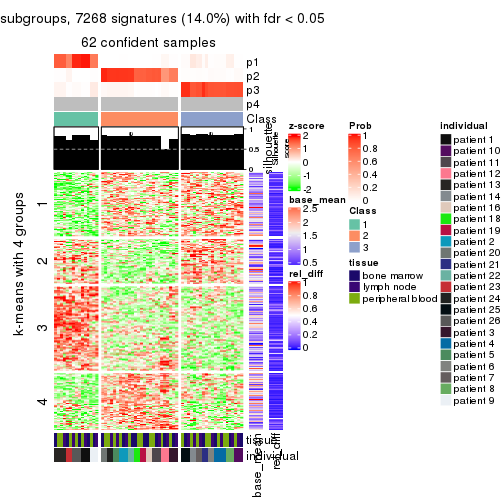 subgroups, 7268 signatures (14.0%) with fdr < 0.05
62 confident samples
p1
p2
p3
p4
Class
1
0.5
0
silhouette
score
k-means with 4 groups
1
2
3
4
tissue
individual
base_mean
rel_diff
z-score
2
1
0
-1
-2
base_mean
2.5
1.5
0.5
rel_diff
1
0.8
0.6
0.4
0.2
0
Prob
1
0.8
0.6
0.4
0.2
0
Class
1
2
3
tissue
bone marrow
lymph node
peripheral blood
individual
patient 1
patient 10
patient 11
patient 12
patient 13
patient 14
patient 16
patient 18
patient 19
patient 2
patient 20
patient 21
patient 22
patient 23
patient 24
patient 25
patient 26
patient 3
patient 4
patient 5
patient 6
patient 7
patient 8
patient 9